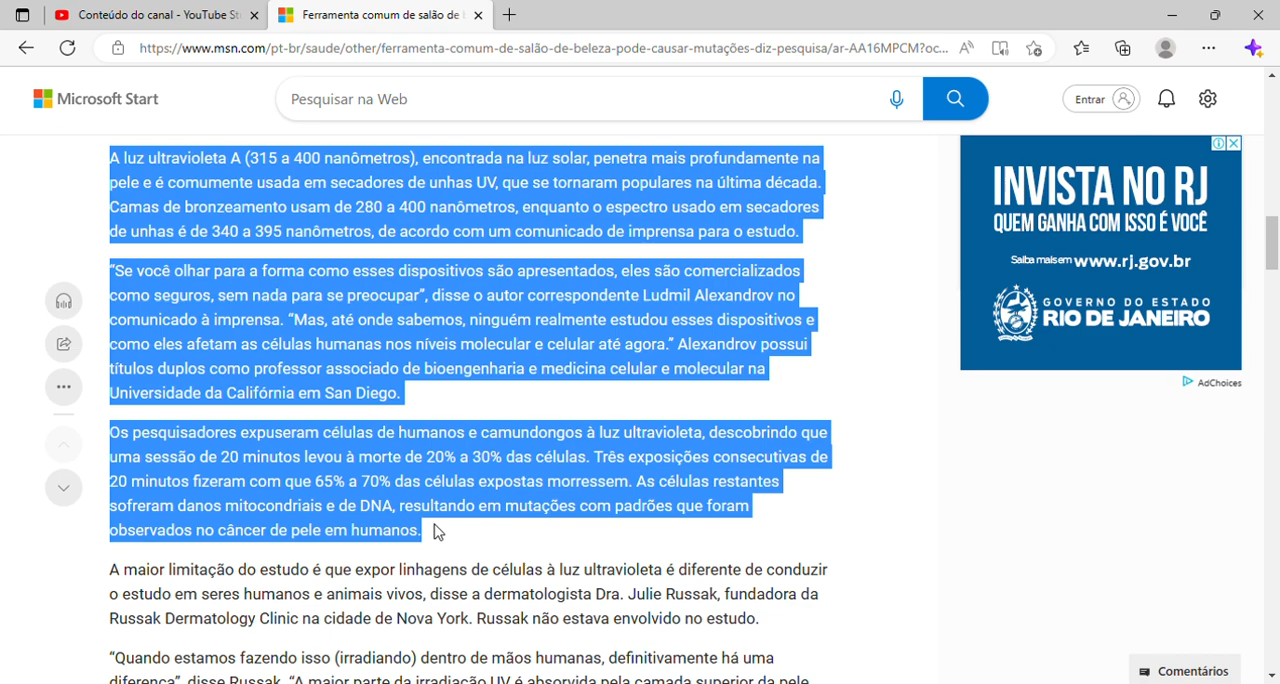 Conteúdo do canal - YouTube St
Ferramenta comum de salão de b
https://www.msn.com/pt-br/saude/other/ferramenta-comum-de-salão-de-beleza-pode-causar-mutações-diz-pesquisa/ar-AA16MPCM?oc...
Microsoft Start
Pesquisar na Web
Entrar
A luz ultravioleta A (315 a 400 nanômetros), encontrada na luz solar, penetra mais profundamente na
pele e é comumente usada em secadores de unhas UV, que se tornaram populares na última década.
Camas de bronzeamento usam de 280 a 400 nanômetros, enquanto o espectro usado em secadores
de unhas é de 340 a 395 nanômetros, de acordo com um comunicado de imprensa para o estudo.
“Se você olhar para a forma como esses dispositivos são apresentados, eles são comercializados
como seguros, sem nada para se preocupar”, disse o autor correspondente Ludmil Alexandrov no
comunicado à imprensa. “Mas, até onde sabemos, ninguém realmente estudou esses dispositivos e
como eles afetam as células humanas nos níveis molecular e celular até agora.” Alexandrov possui
títulos duplos como professor associado de bioengenharia e medicina celular e molecular na
Universidade da Califórnia em San Diego.
Os pesquisadores expuseram células de humanos e camundongos à luz ultravioleta, descobrindo que
uma sessão de 20 minutos levou à morte de 20% a 30% das células. Três exposições consecutivas de
20 minutos fizeram com que 65% a 70% das células expostas morressem. As células restantes
sofreram danos mitocondriais e de DNA, resultando em mutações com padrões que foram
observados no câncer de pele em humanos.
A maior limitação do estudo é que expor linhagens de células à luz ultravioleta é diferente de conduzir
o estudo em seres humanos e animais vivos, disse a dermatologista Dra. Julie Russak, fundadora da
Russak Dermatology Clinic na cidade de Nova York. Russak não estava envolvido no estudo.
“Quando estamos fazendo isso (irradiando) dentro de mãos humanas, definitivamente há uma
diferença”, disse Russak. “A maior parte da irradiação UV é absorvida pela camada superior da pele
INVISTA NO RJ
QUEM GANHA COM ISSO É VOCÊ
Saiba mais em www.rj.gov.br
GOVERNO DO ESTADO
RIO DE JANEIRO
AdChoices
Comentários